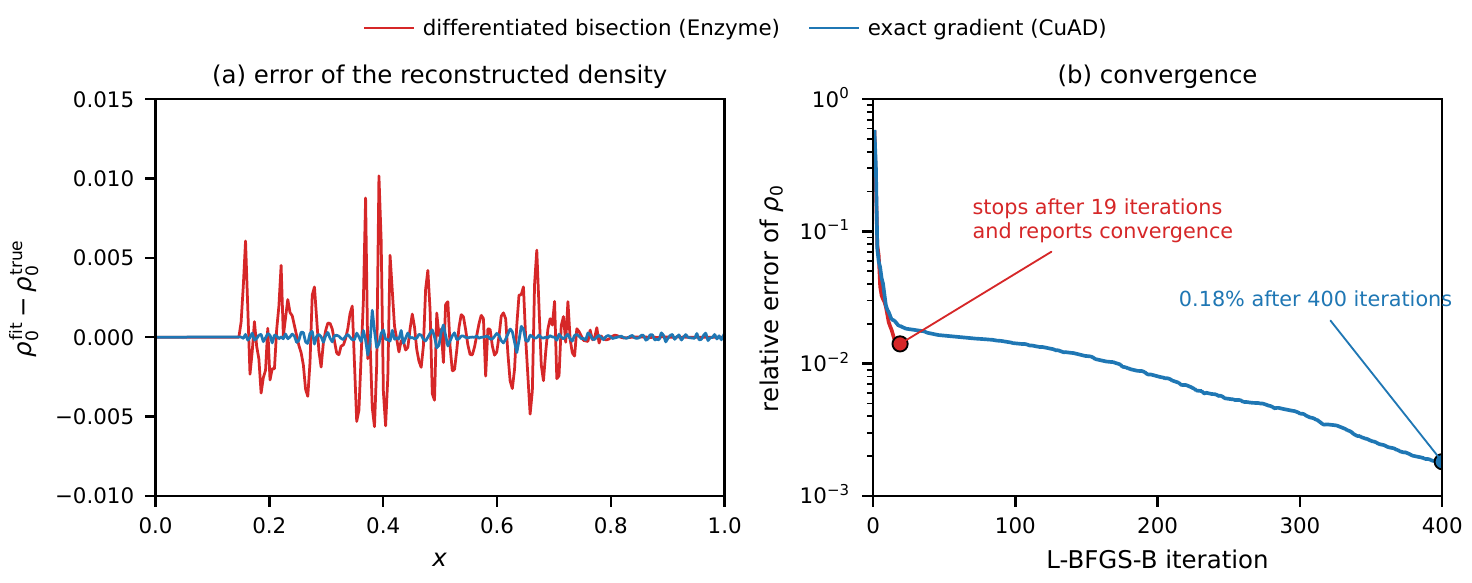 differentiated bisection (Enzyme) exact gradient (CuAD)
(a) error of the reconstructed density
0.015
0.010
0.005
0.000
−0.005
−0.010
0.0 0.2 0.4 0.6 0.8 1.0
x
ρ₀^fit − ρ₀^true
(b) convergence
10⁰
10⁻¹
10⁻²
10⁻³
relative error of ρ₀
stops after 19 iterations
and reports convergence
0.18% after 400 iterations
0 100 200 300 400
L-BFGS-B iteration